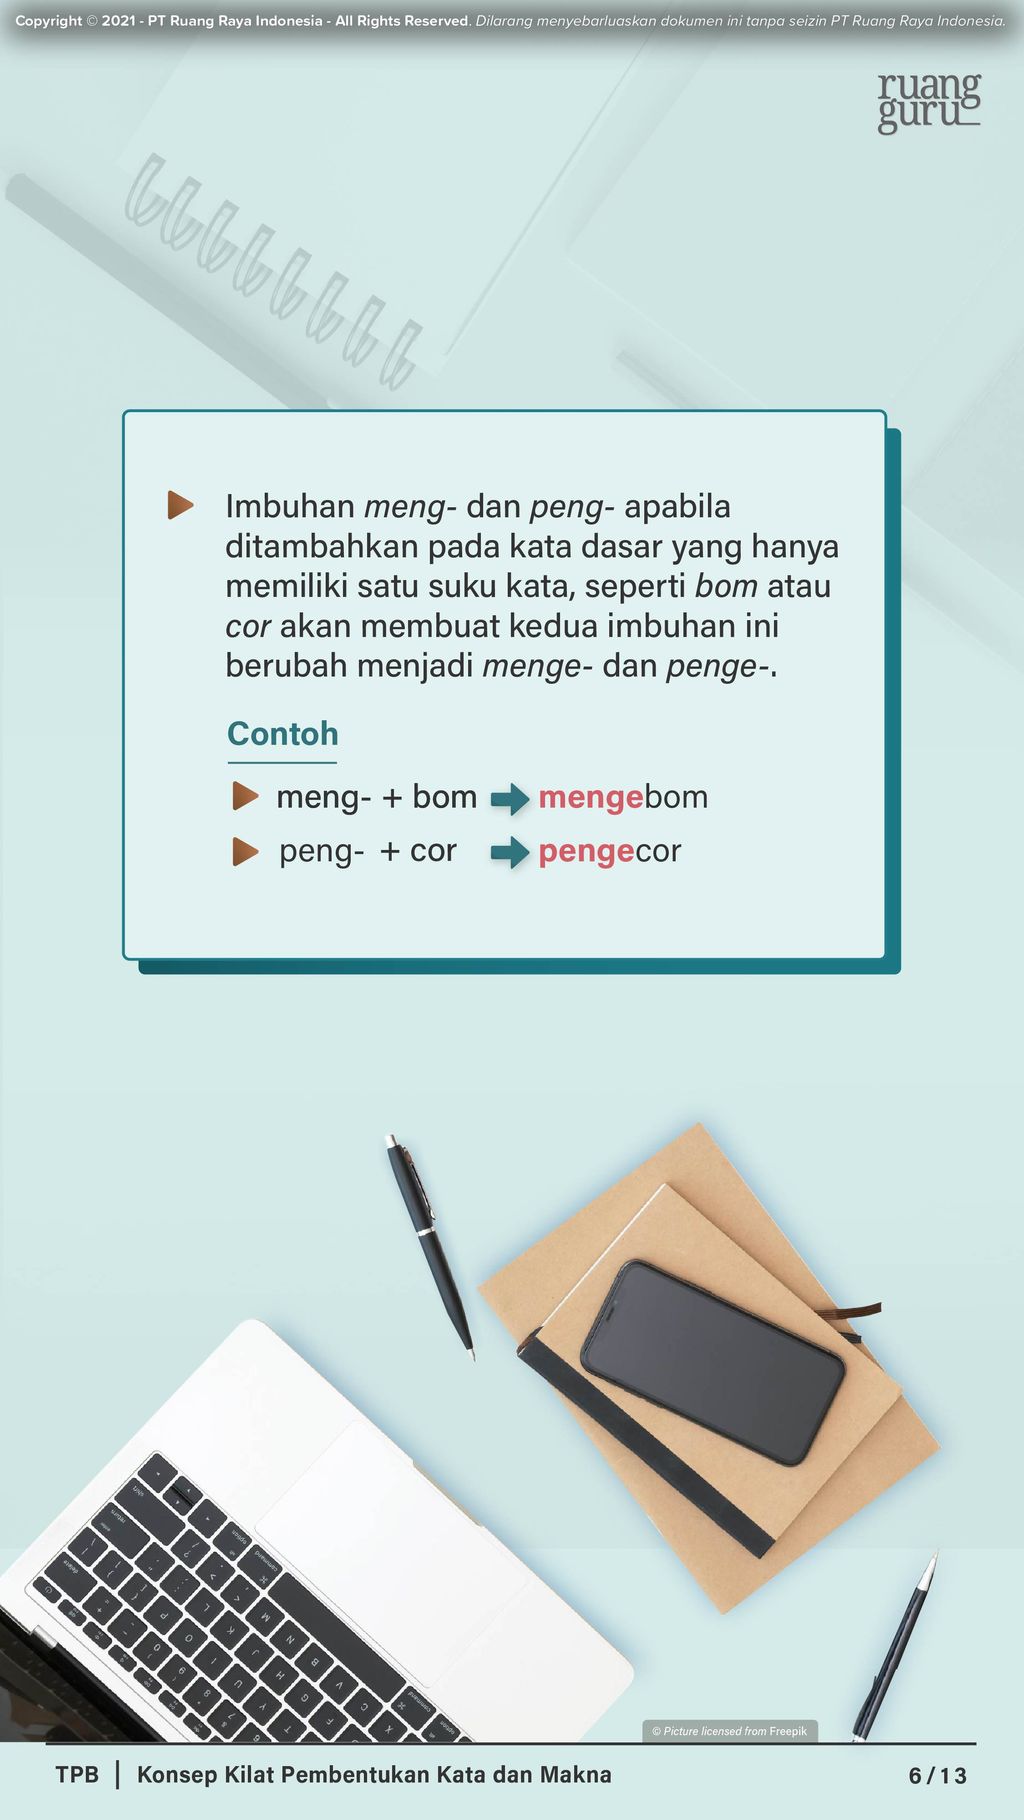 Copyright © 2021 - PT Ruang Raya Indonesia - All Rights Reserved. Dilarang menyebarluaskan dokumen ini tanpa seizin PT Ruang Raya Indonesia.
ruang
guru
Imbuhan meng- dan peng- apabila
ditambahkan pada kata dasar yang hanya
memiliki satu suku kata, seperti bom atau
cor akan membuat kedua imbuhan ini
berubah menjadi menge- dan penge-.
Contoh
meng- + bom mengebom
peng- + cor pengecor
© Picture licensed from Freepik
TPB | Konsep Kilat Pembentukan Kata dan Makna 6/13